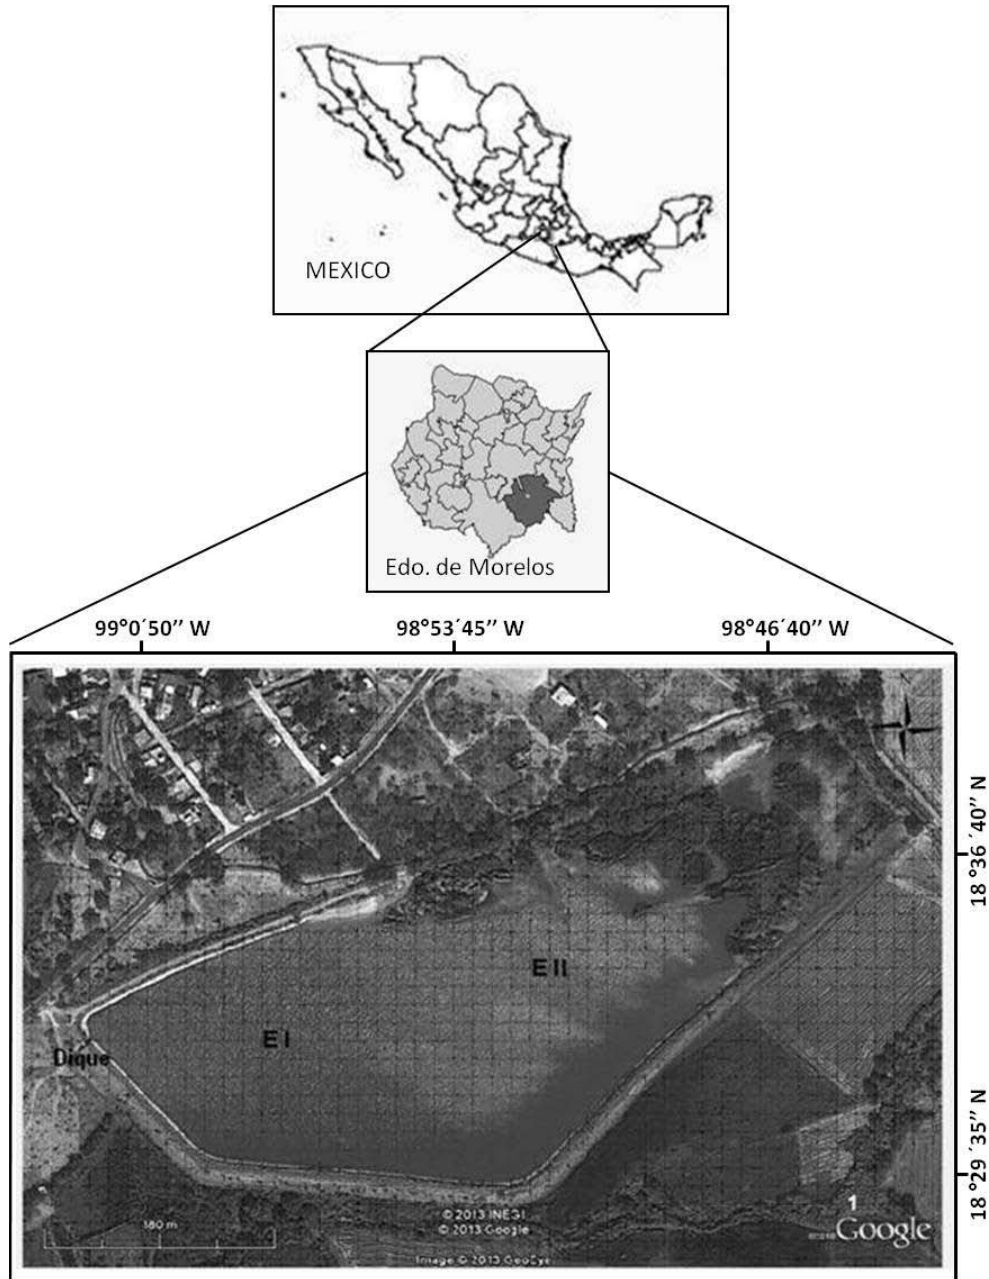 MEXICO
Edo. de Morelos
99°0´50’’ W
98°53´45’’ W
98°46´40’’ W
18 °36 ´40’’ N
E II
E I
Dique
18 °29 ´35’’ N
180 m
© 2013 INEGI
© 2013 Google
Image © 2013 GeoEye
1
Google